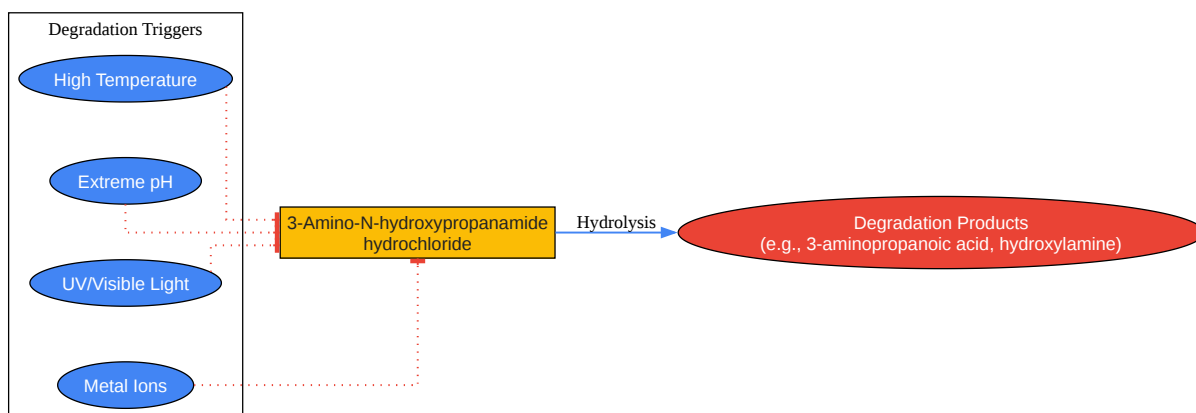 Degradation Triggers
High Temperature
Extreme pH
UV/Visible Light
Metal Ions
3-Amino-N-hydroxypropanamide
hydrochloride
Hydrolysis
Degradation Products
(e.g., 3-aminopropanoic acid, hydroxylamine)